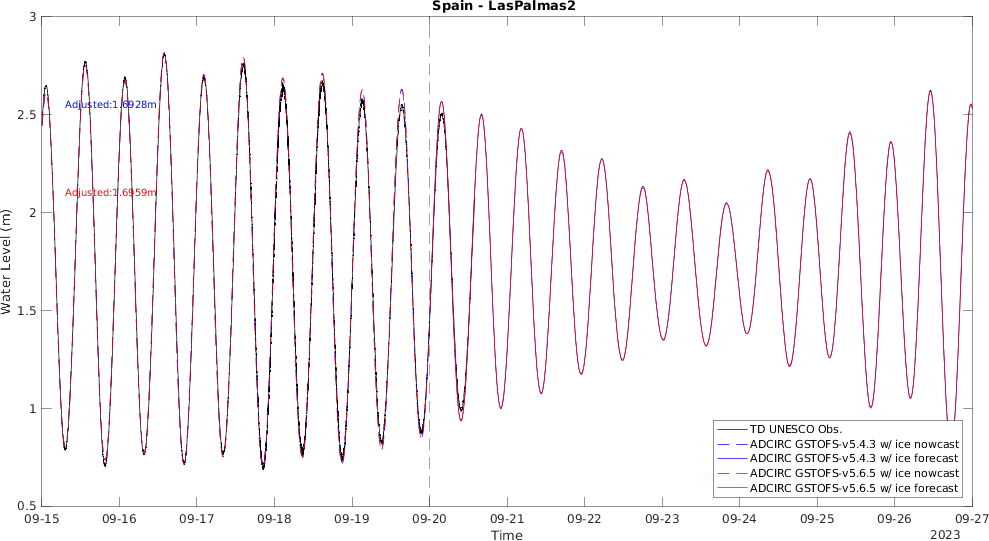 Spain - LasPalmas2
3
2.5
2
1.5
1
0.5
Water Level (m)
Adjusted:1.6928m
Adjusted:1.6959m
TD UNESCO Obs.
ADCIRC GSTOFS-v5.4.3 w/ ice nowcast
ADCIRC GSTOFS-v5.4.3 w/ ice forecast
ADCIRC GSTOFS-v5.6.5 w/ ice nowcast
ADCIRC GSTOFS-v5.6.5 w/ ice forecast
09-15 09-16 09-17 09-18 09-19 09-20 09-21 09-22 09-23 09-24 09-25 09-26 09-27
Time
2023